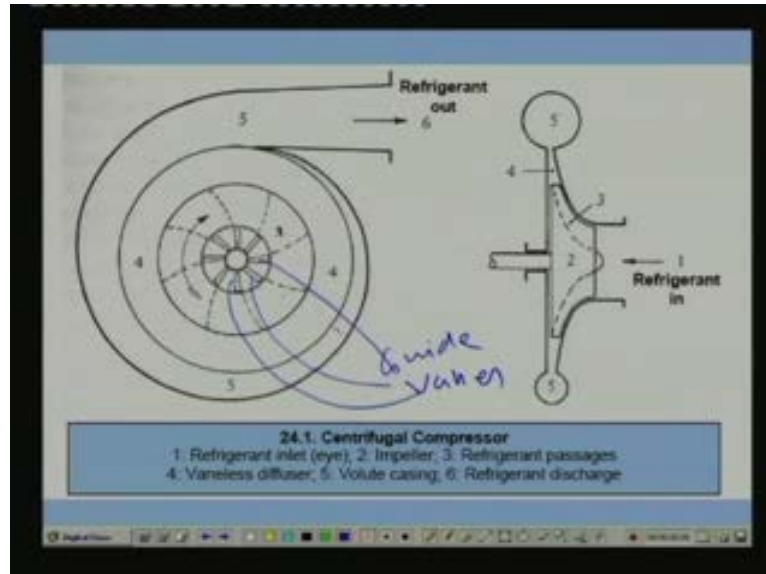 Refrigerant
out
5
6
5
4
3
3
4
4
2
1
Refrigerant
in
5
5
Guide
Vanes
24.1. Centrifugal Compressor
1: Refrigerant inlet (eye); 2: Impeller; 3: Refrigerant passages
4: Vaneless diffuser; 5: Volute casing; 6: Refrigerant discharge